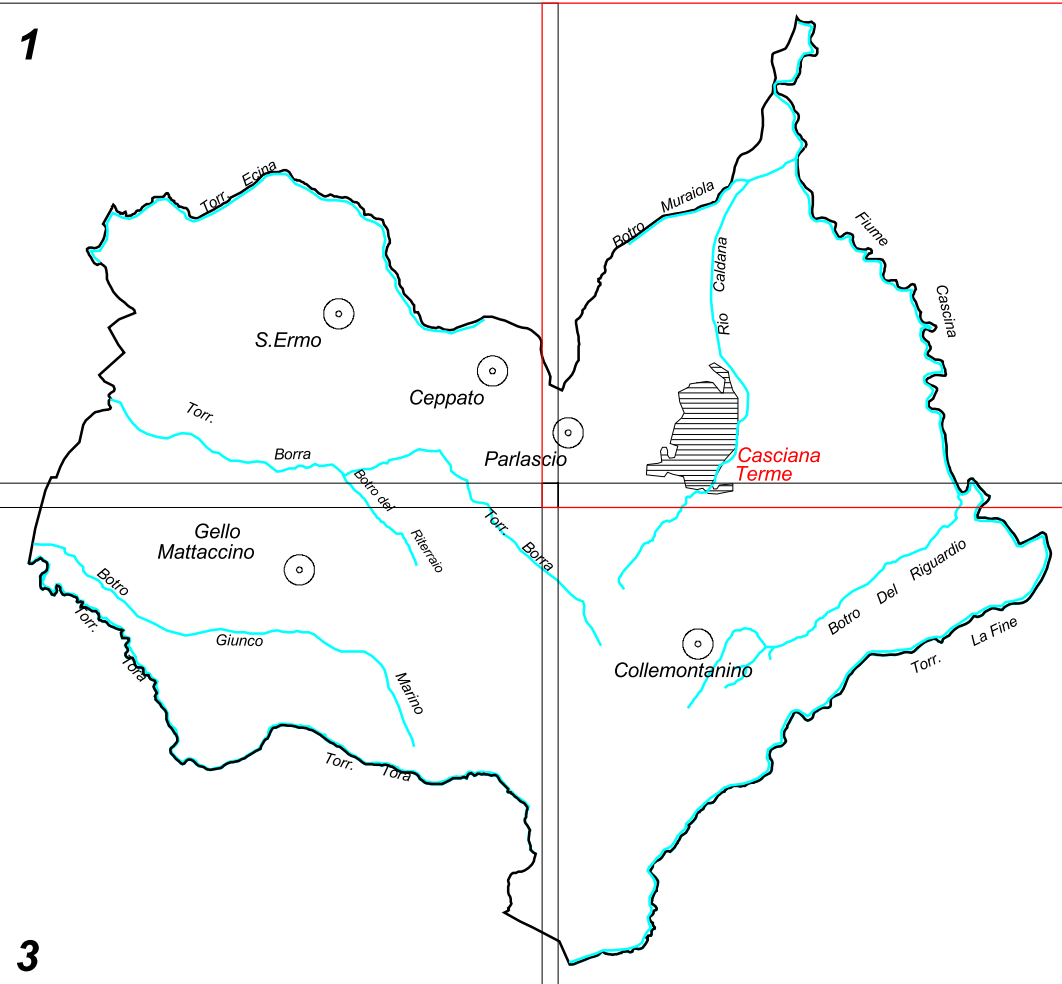 1
Torr. Ecina
Botro Muraiola
Fiume
Cascina
Rio Caldana
S.Ermo
Ceppato
Parlascio
Casciana
Terme
Torr.
Borra
Botro del
Riterraio
Torr.
Borra
Gello
Mattaccino
Botro
Giunco
Marino
Torr.
Tora
Torr. Tora
Collemontanino
Botro Del Riguardio
Torr. La Fine
3